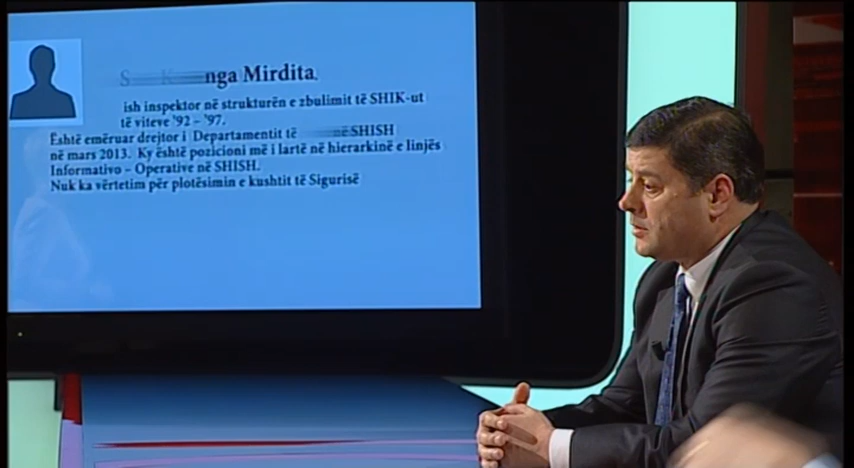 nga Mirdita.
ish inspektor në strukturën e zbulimit të SHIK-ut
të viteve '92 – '97.
Është emëruar drejtor i Departamentit të në SHISH
në mars 2013. Ky është pozicioni më i lartë në hierarkinë e linjës
Informativo – Operative në SHISH.
Nuk ka vërtetim për plotësimin e kushtit të Sigurisë